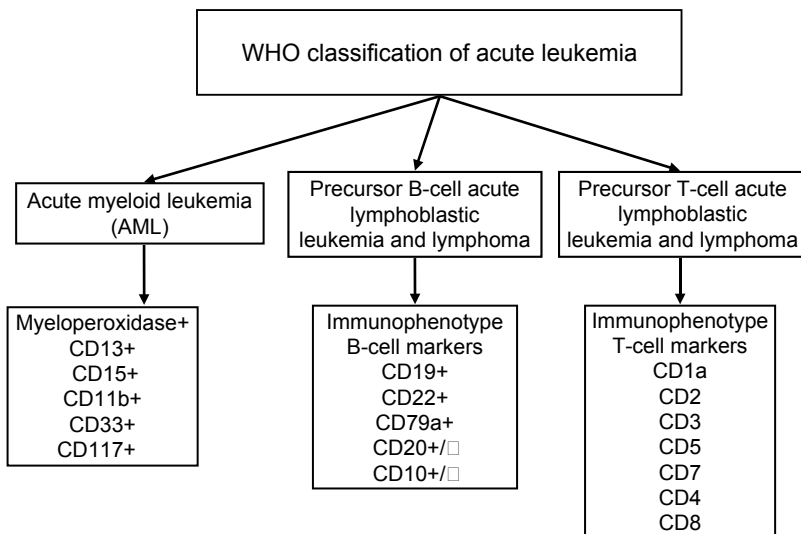 WHO classification of acute leukemia
Acute myeloid leukemia
(AML)
Precursor B-cell acute
lymphoblastic
leukemia and lymphoma
Precursor T-cell acute
lymphoblastic
leukemia and lymphoma
Myeloperoxidase+
CD13+
CD15+
CD11b+
CD33+
CD117+
Immunophenotype
B-cell markers
CD19+
CD22+
CD79a+
CD20+/□
CD10+/□
Immunophenotype
T-cell markers
CD1a
CD2
CD3
CD5
CD7
CD4
CD8